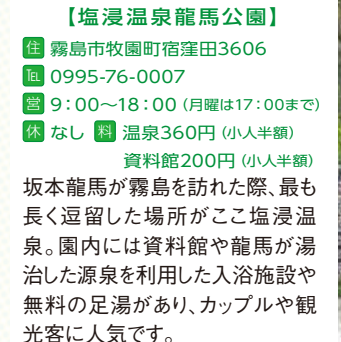 【塩浸温泉龍馬公園】
住 霧島市牧園町宿窪田3606
℡ 0995-76-0007
営 9：00〜18：00（月曜は17：00まで）
休 なし 料 温泉360円（小人半額）
資料館200円（小人半額）
坂本龍馬が霧島を訪れた際、最も
長く逗留した場所がここ塩浸温
泉。園内には資料館や龍馬が湯
治した源泉を利用した入浴施設や
無料の足湯があり、カップルや観
光客に人気です。